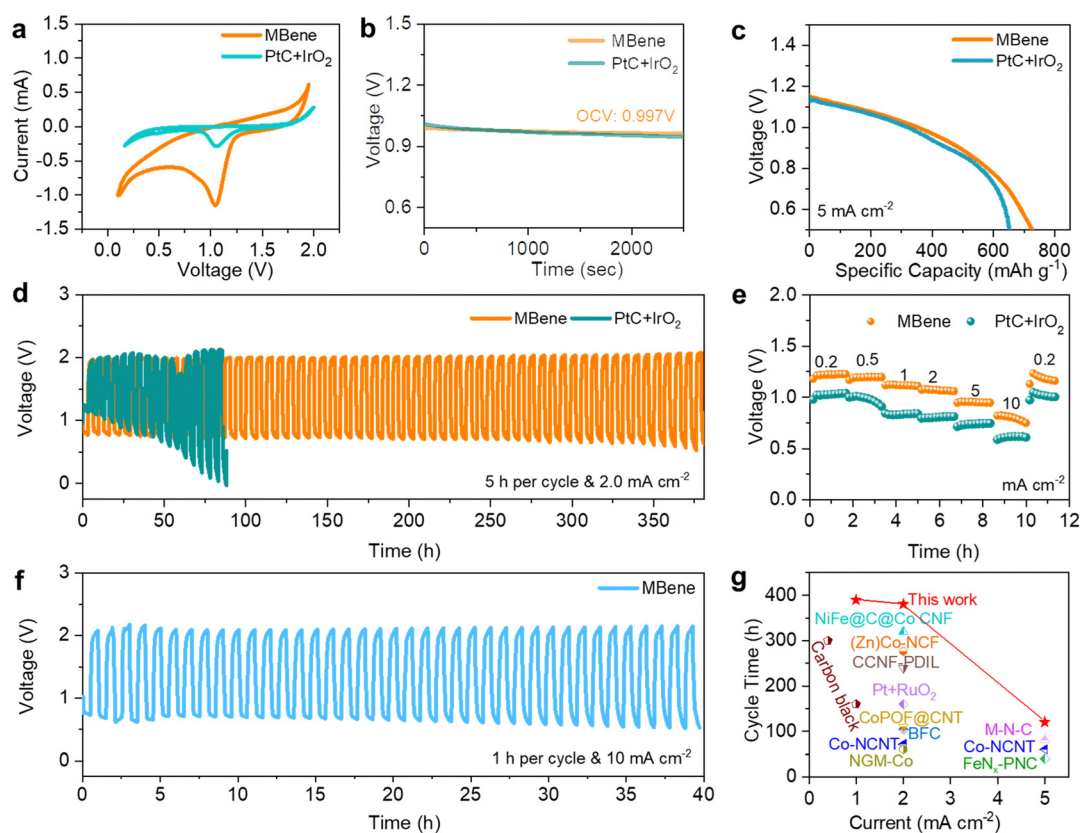 a
Current (mA)
1.5
1.0
0.5
0.0
-0.5
-1.0
-1.5
MBene
PtC+IrO₂
0.0 0.5 1.0 1.5 2.0
Voltage (V)
b
Voltage (V)
1.5
1.2
0.9
0.6
MBene
PtC+IrO₂
OCV: 0.997V
0 1000 2000
Time (sec)
c
Voltage (V)
1.4
1.2
1.0
0.8
0.6
MBene
PtC+IrO₂
5 mA cm⁻²
0 200 400 600 800
Specific Capacity (mAh g⁻¹)
d
Voltage (V)
3
2
1
0
MBene PtC+IrO₂
5 h per cycle & 2.0 mA cm⁻²
0 25 50 75 100 125 150 175 200 225 250 275 300 325 350 375
Time (h)
e
Voltage (V)
2.0
1.5
1.0
0.5
0.0
MBene PtC+IrO₂
0.2 0.5 1 2 5 10 0.2
mA cm⁻²
0 2 4 6 8 10 12
Time (h)
f
Voltage (V)
3
2
1
0
MBene
1 h per cycle & 10 mA cm⁻²
0 5 10 15 20 25 30 35 40
Time (h)
g
Cycle Time (h)
400
300
200
100
0
This work
NiFe@C@Co CNF
(Zn)Co-NCF
CCNF-PDIL
Carbon black
Pt+RuO₂
CoPOF@CNT
BFC
Co-NCNT
NGM-Co
M-N-C
Co-NCNT
FeNₓ-PNC
0 1 2 3 4 5
Current (mA cm⁻²)